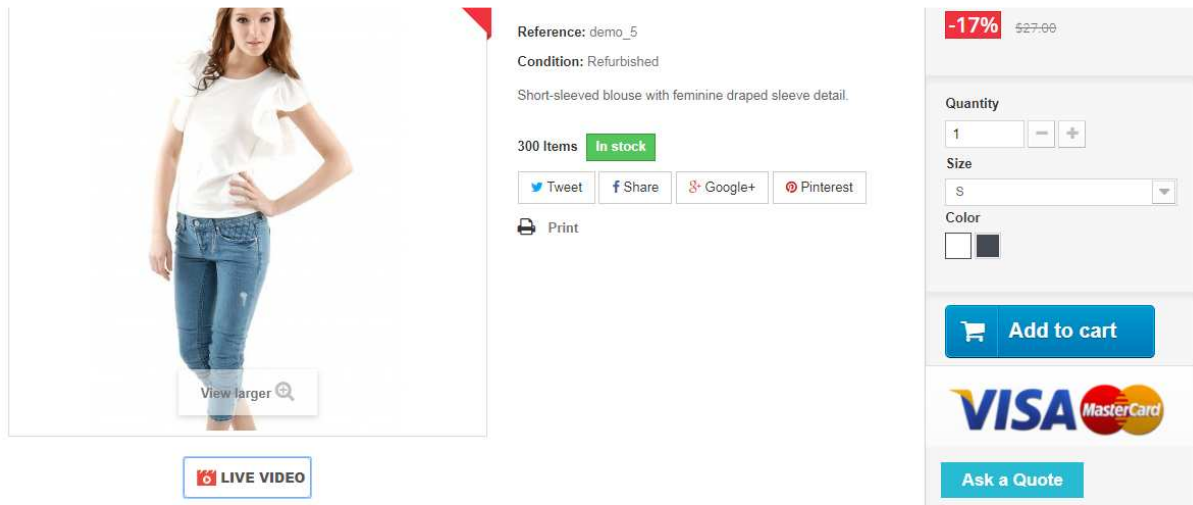 Reference: demo_5
Condition: Refurbished
Short-sleeved blouse with feminine draped sleeve detail.
300 Items In stock
Tweet
Share
Google+
Pinterest
Print
View larger
LIVE VIDEO
-17% $27.00
Quantity
1
Size
S
Color
Add to cart
VISA MasterCard
Ask a Quote